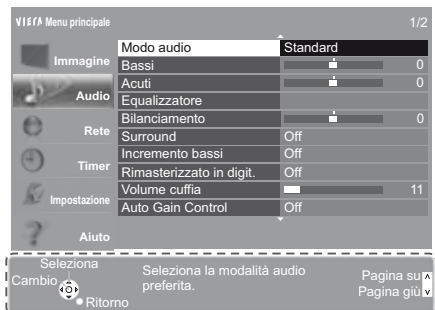 VIErA Menu principale 1/2
Immagine
Audio
Rete
Timer
Impostazione
Aiuto
Modo audio Standard
Bassi 0
Acuti 0
Equalizzatore
Bilanciamento 0
Surround Off
Incremento bassi Off
Rimasterizzato in digit. Off
Volume cuffia 11
Auto Gain Control Off
Seleziona
Cambio
Ritorno
Seleziona la modalità audio
preferita.
Pagina su
Pagina giù